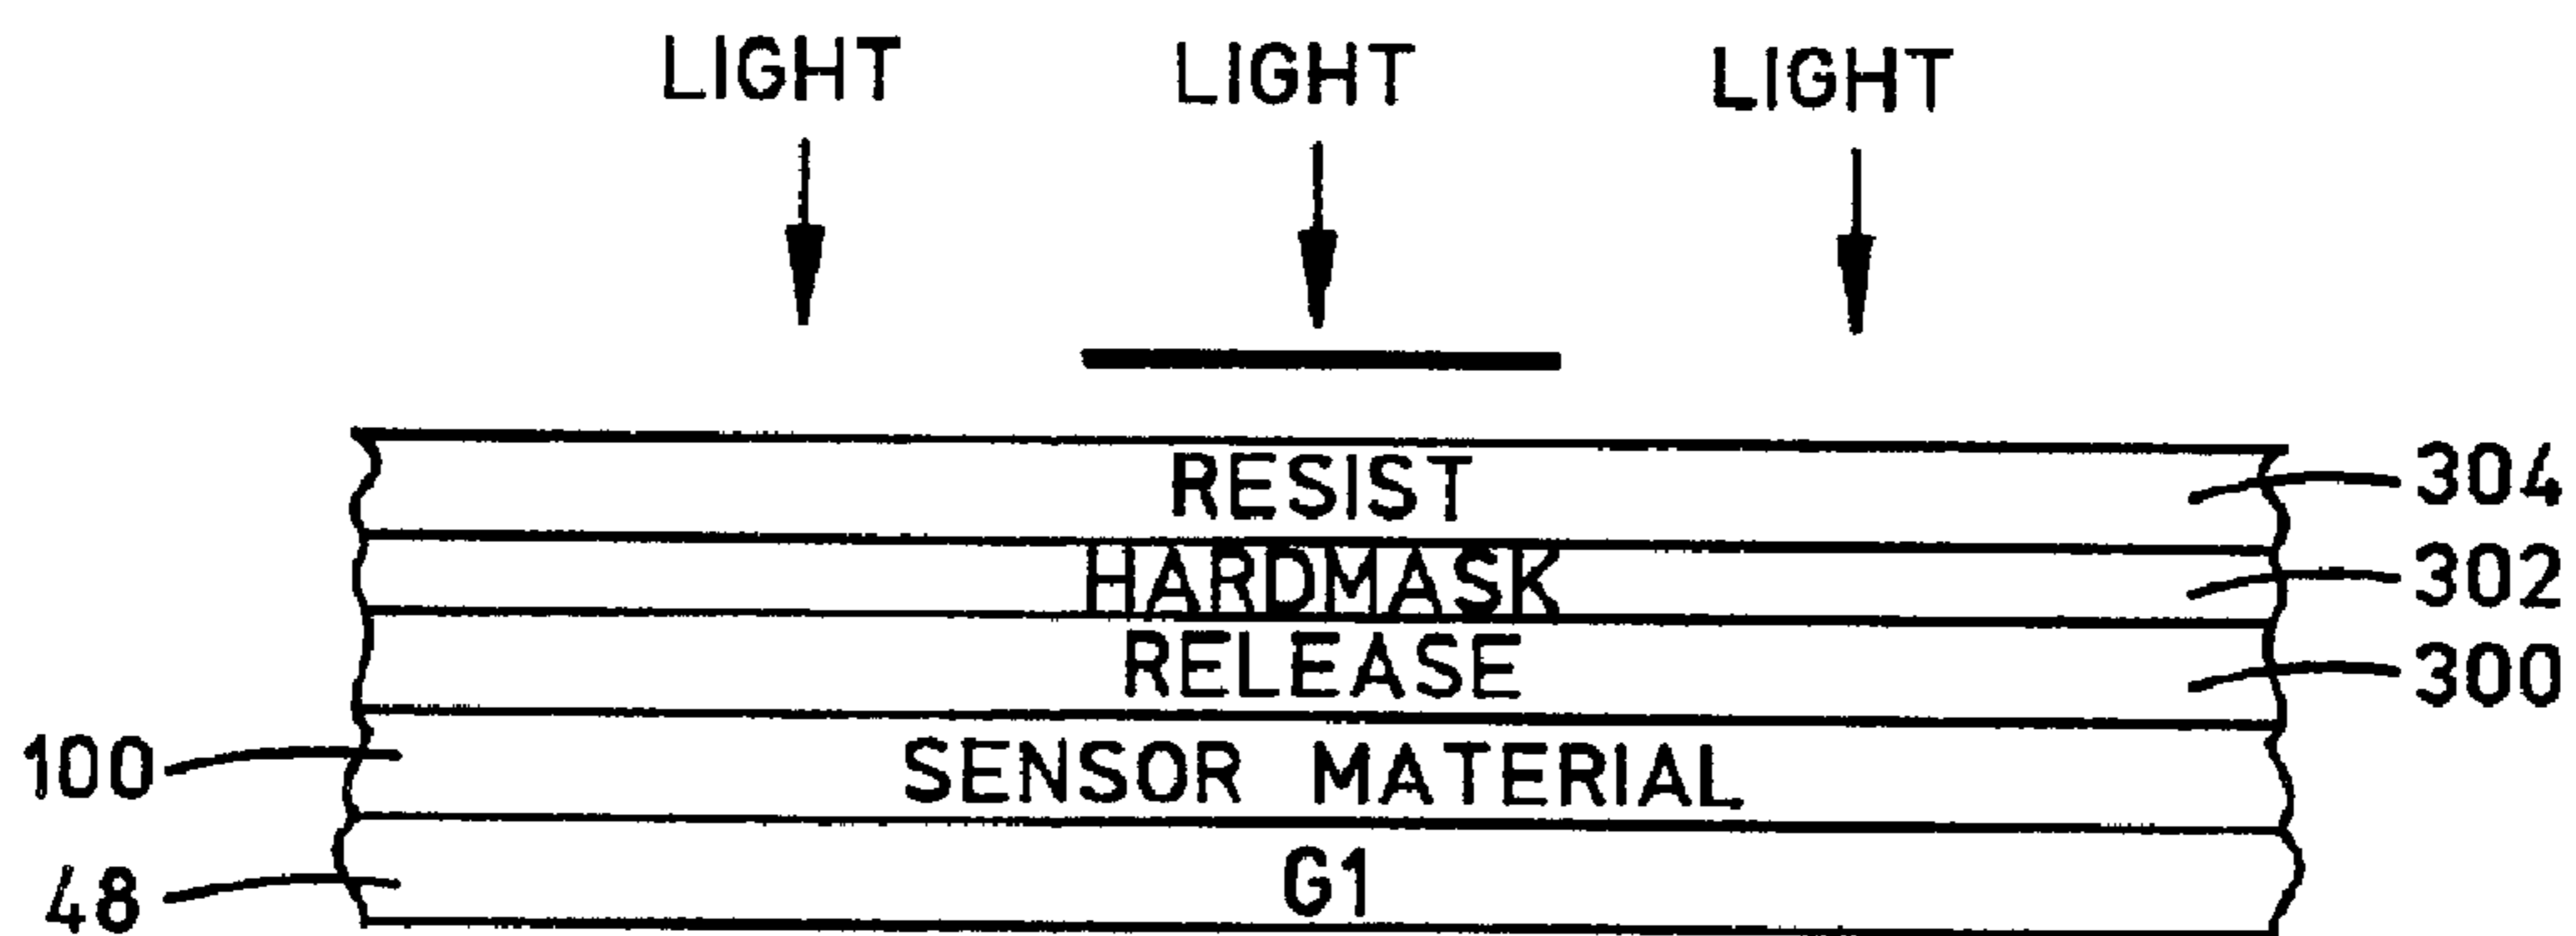 LIGHT LIGHT LIGHT
RESIST 304
HARDMASK 302
RELEASE 300
100 SENSOR MATERIAL
48 G1